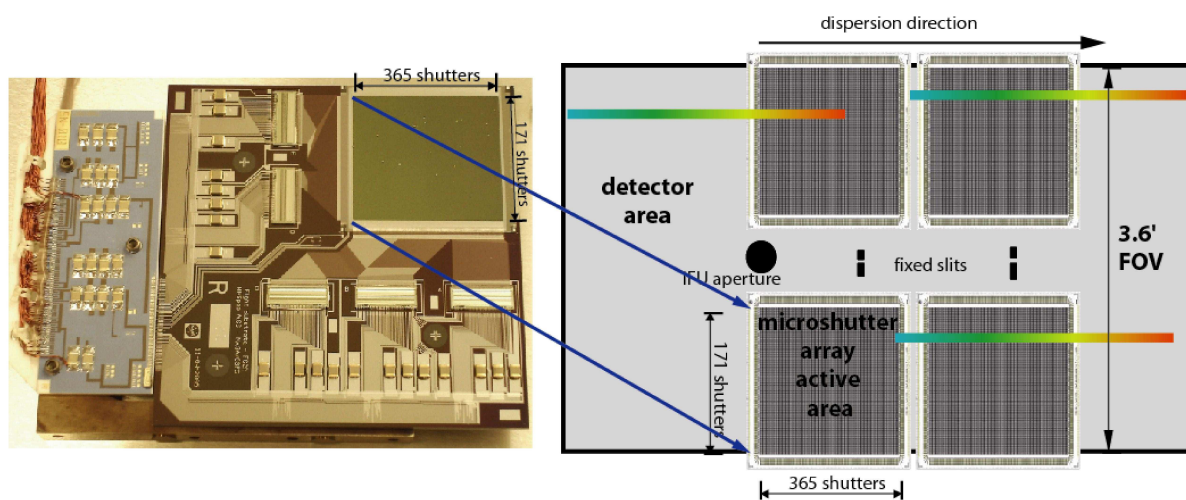 365 shutters
171 shutters
R
dispersion direction
detector
area
3.6'
FOV
IFU aperture
fixed slits
microshutter
array
active
area
171 shutters
365 shutters